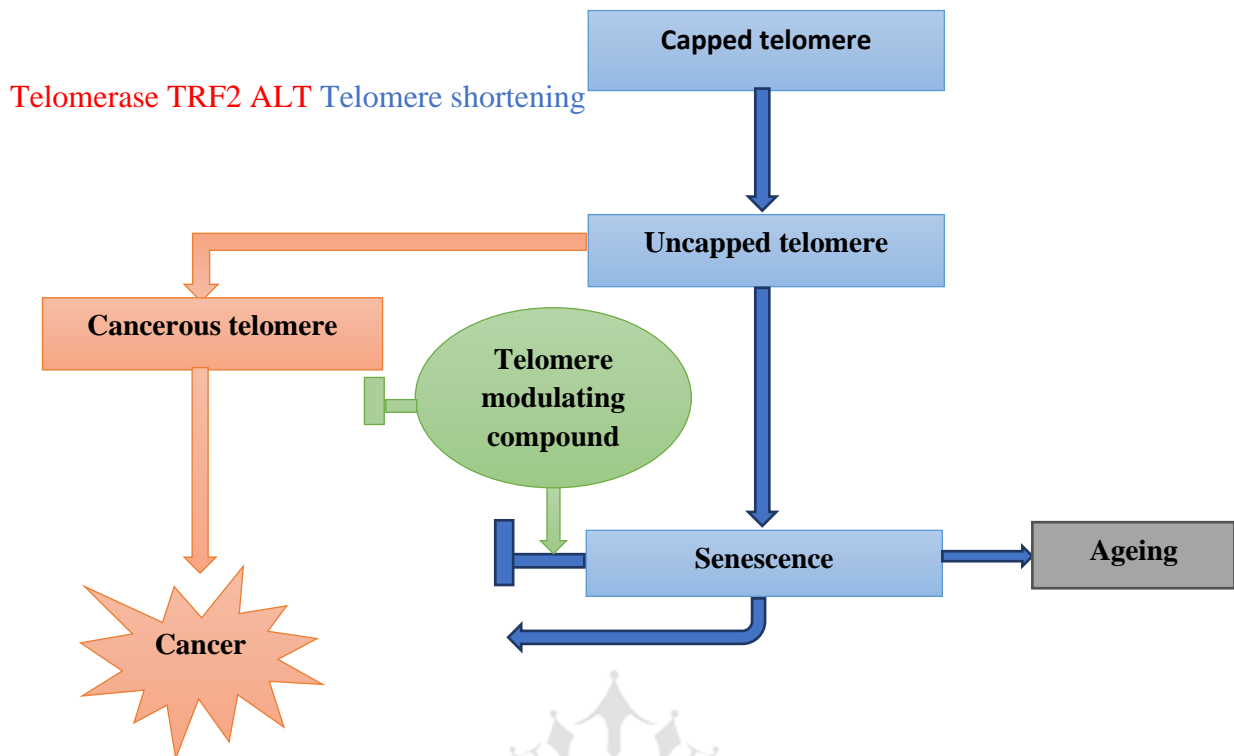 Capped telomere
Telomerase TRF2 ALT Telomere shortening
Uncapped telomere
Cancerous telomere
Telomere
modulating
compound
Senescence
Ageing
Cancer